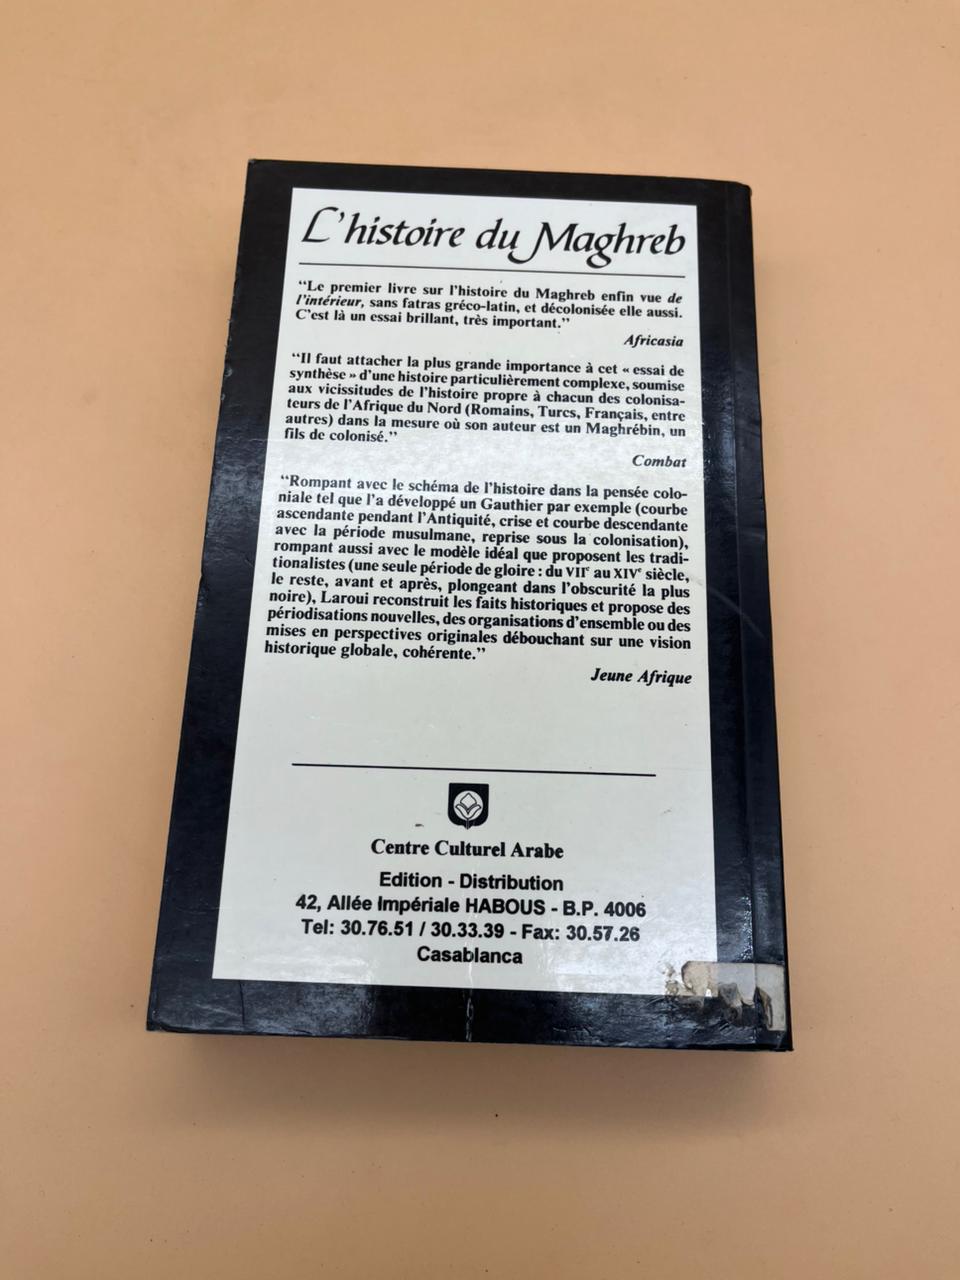 L'histoire du Maghreb
“Le premier livre sur l'histoire du Maghreb enfin vue de
l'intérieur, sans fatras gréco-latin, et décolonisée elle aussi.
C'est là un essai brillant, très important.”
Africasia
“Il faut attacher la plus grande importance à cet « essai de
synthèse » d'une histoire particulièrement complexe, soumise
aux vicissitudes de l'histoire propre à chacun des colonisa-
teurs de l'Afrique du Nord (Romains, Turcs, Français, entre
autres) dans la mesure où son auteur est un Maghrébin, un
fils de colonisé.”
Combat
“Rompant avec le schéma de l'histoire dans la pensée colo-
niale tel que l'a développé un Gauthier par exemple (courbe
ascendante pendant l'Antiquité, crise et courbe descendante
avec la période musulmane, reprise sous la colonisation),
rompant aussi avec le modèle idéal que proposent les tradi-
tionalistes (une seule période de gloire : du VIIe au XIVe siècle,
le reste, avant et après, plongeant dans l'obscurité la plus
noire), Laroui reconstruit les faits historiques et propose des
périodisations nouvelles, des organisations d'ensemble ou des
mises en perspectives originales débouchant sur une vision
historique globale, cohérente.”
Jeune Afrique
Centre Culturel Arabe
Edition - Distribution
42, Allée Impériale HABOUS - B.P. 4006
Tel: 30.76.51 / 30.33.39 - Fax: 30.57.26
Casablanca